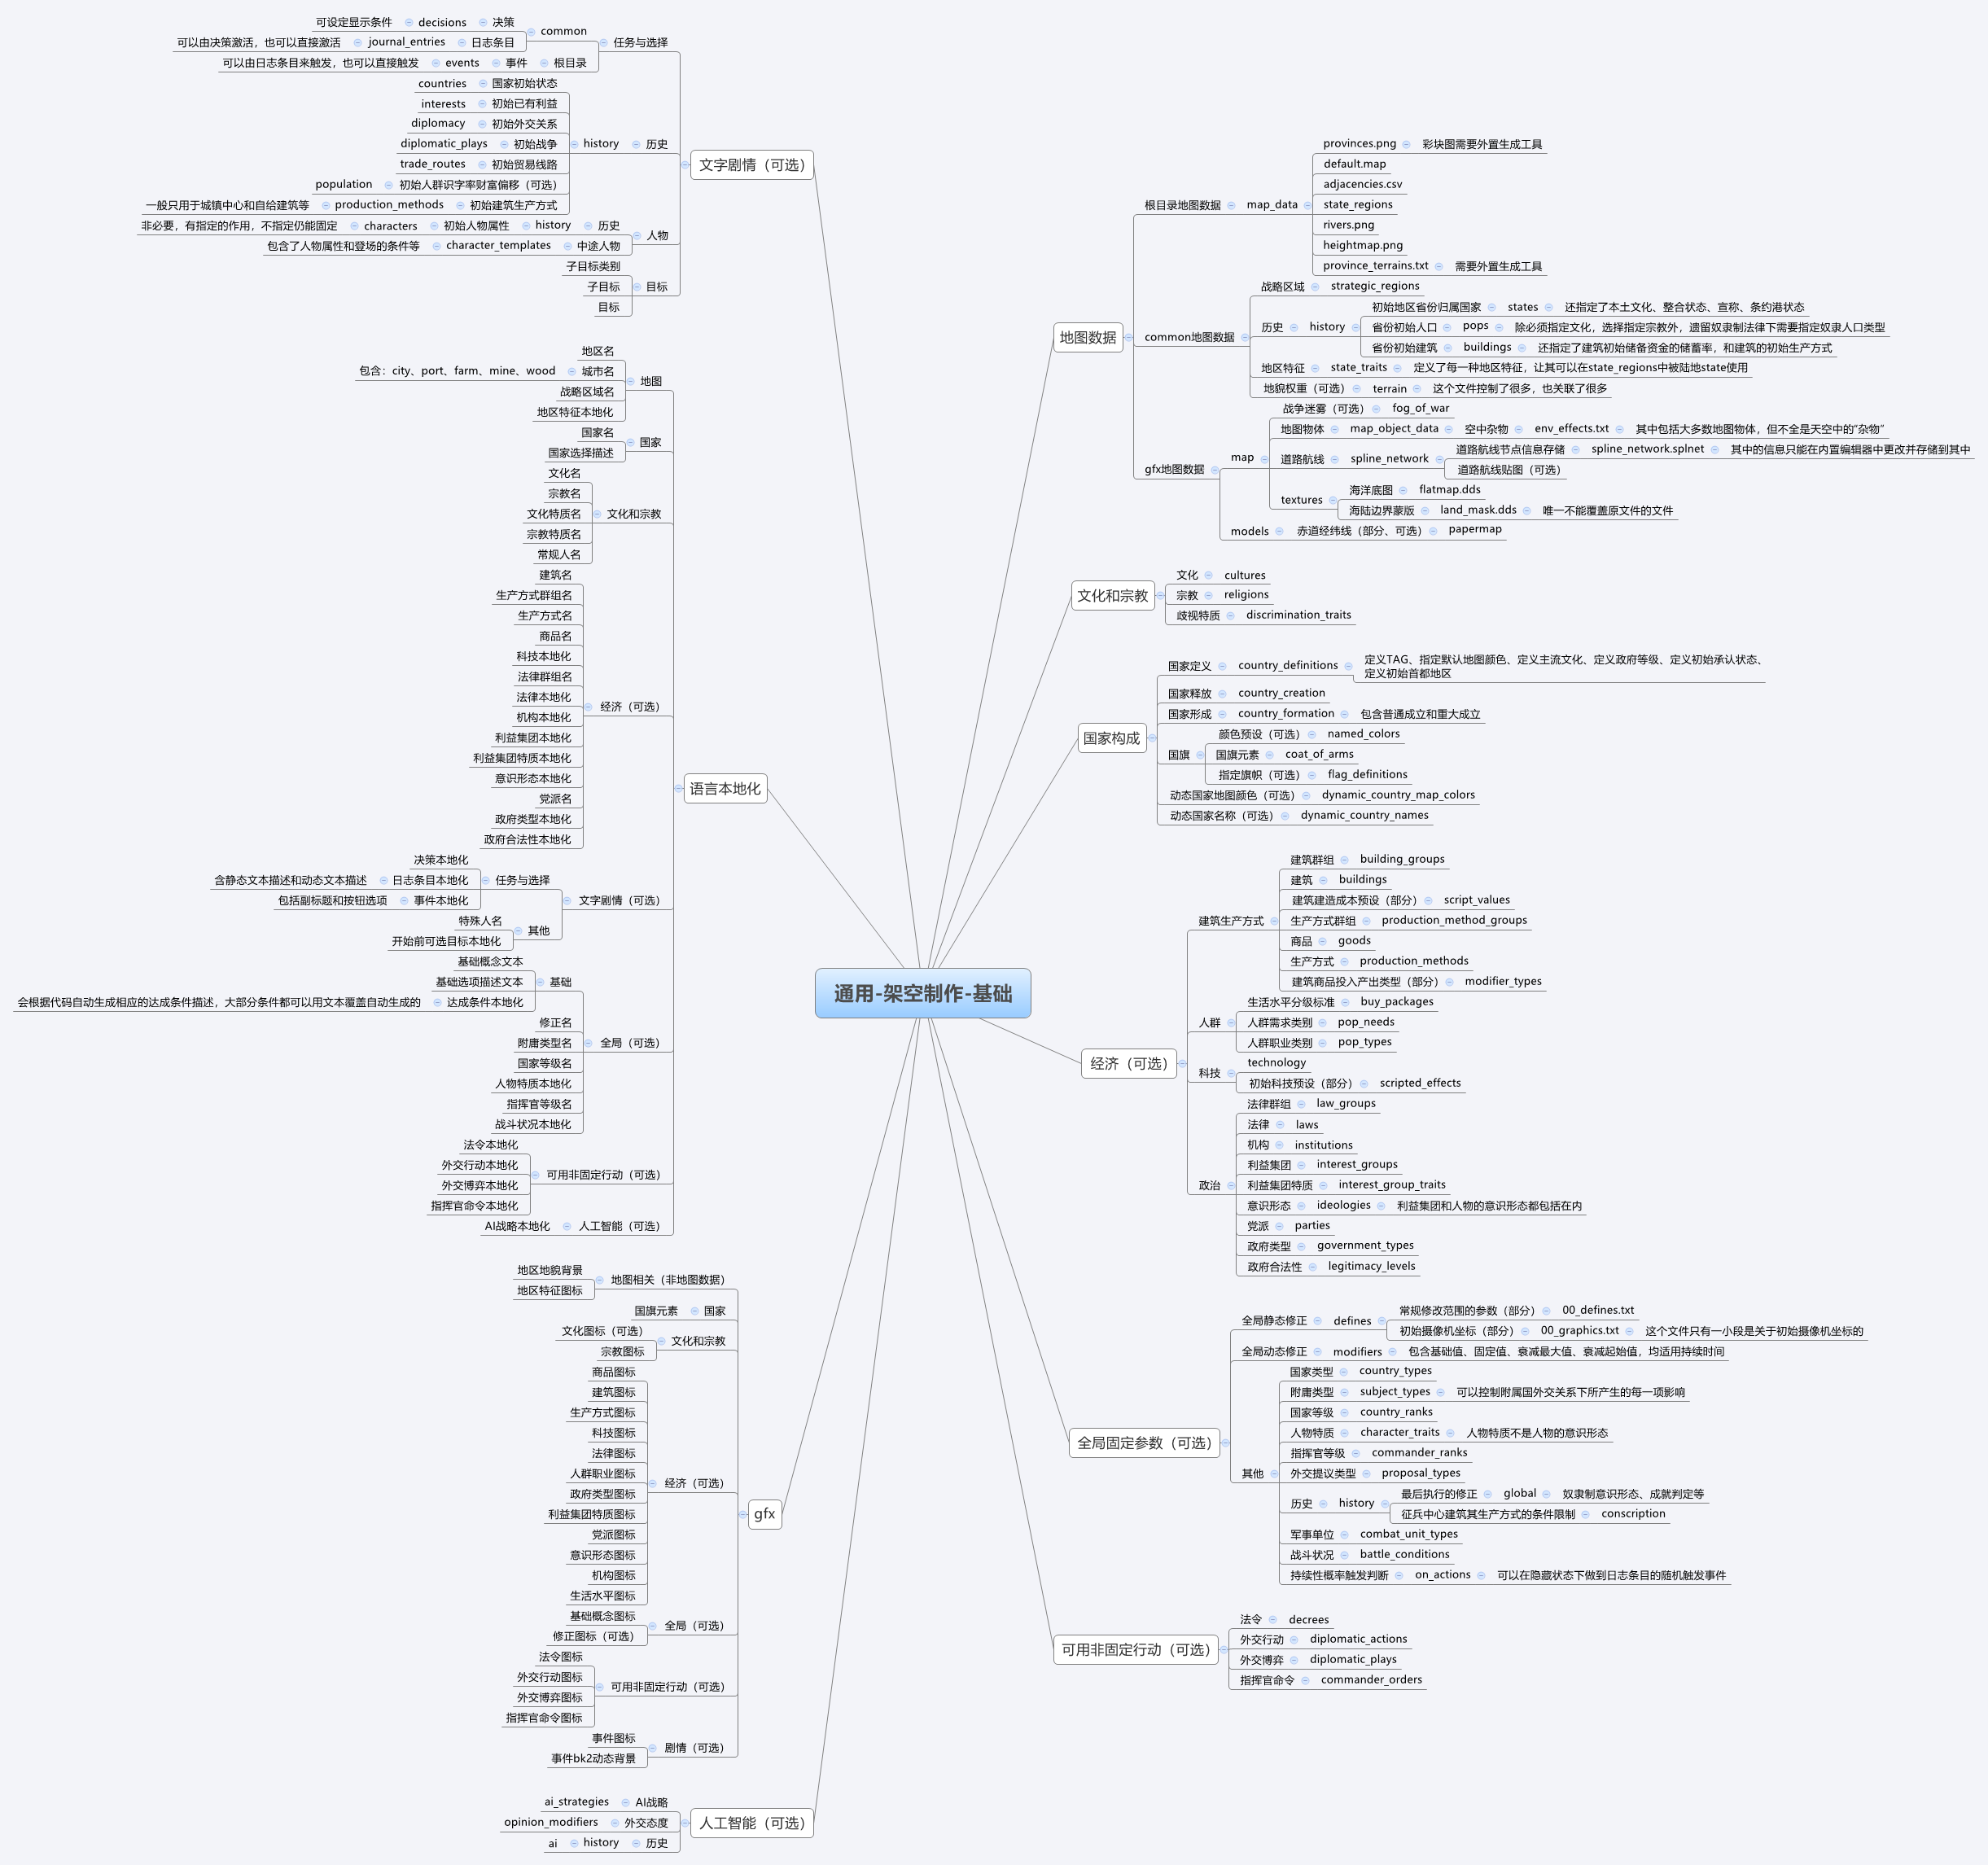 通用-架空制作-基础
地图数据
根目录地图数据
map_data
provinces.png
彩块图需要外置生成工具
default.map
adjacencies.csv
state_regions
rivers.png
heightmap.png
province_terrains.txt
需要外置生成工具
common地图数据
战略区域
strategic_regions
历史
history
初始地区省份归属国家
states
还指定了本土文化、整合状态、宣称、条约港状态
省份初始人口
pops
除必须指定文化，选择指定宗教外，遗留奴隶制法律下需要指定奴隶人口类型
省份初始建筑
buildings
还指定了建筑初始储备资金的储蓄率，和建筑的初始生产方式
地区特征
state_traits
定义了每一种地区特征，让其可以在state_regions中被陆地state使用
地貌权重（可选）
terrain
这个文件控制了很多，也关联了很多
gfx地图数据
map
战争迷雾（可选）
fog_of_war
地图物体
map_object_data
空中杂物
env_effects.txt
其中包括大多数地图物体，但不全是天空中的“杂物”
道路航线
spline_network
道路航线节点信息存储
spline_network.splnet
其中的信息只能在内置编辑器中更改并存储到其中
道路航线贴图（可选）
textures
海洋底图
flatmap.dds
海陆边界蒙版
land_mask.dds
唯一不能覆盖原文件的文件
models
赤道经纬线（部分、可选）
papermap
文化和宗教
文化
cultures
宗教
religions
歧视特质
discrimination_traits
国家构成
国家定义
country_definitions
定义TAG、指定默认地图颜色、定义主流文化、定义政府等级、定义初始承认状态、
定义初始首都地区
国家释放
country_creation
国家形成
country_formation
包含普通成立和重大成立
国旗
颜色预设（可选）
named_colors
国旗元素
coat_of_arms
指定旗帜（可选）
flag_definitions
动态国家地图颜色（可选）
dynamic_country_map_colors
动态国家名称（可选）
dynamic_country_names
经济（可选）
建筑生产方式
建筑群组
building_groups
建筑
buildings
建筑建造成本预设（部分）
script_values
生产方式群组
production_method_groups
商品
goods
生产方式
production_methods
建筑商品投入产出类型（部分）
modifier_types
人群
生活水平分级标准
buy_packages
人群需求类别
pop_needs
人群职业类别
pop_types
科技
technology
初始科技预设（部分）
scripted_effects
政治
法律群组
law_groups
法律
laws
机构
institutions
利益集团
interest_groups
利益集团特质
interest_group_traits
意识形态
ideologies
利益集团和人物的意识形态都包括在内
党派
parties
政府类型
government_types
政府合法性
legitimacy_levels
全局固定参数（可选）
全局静态修正
defines
常规修改范围的参数（部分）
00_defines.txt
初始摄像机坐标（部分）
00_graphics.txt
这个文件只有一小段是关于初始摄像机坐标的
全局动态修正
modifiers
包含基础值、固定值、衰减最大值、衰减起始值，均适用持续时间
其他
国家类型
country_types
附庸类型
subject_types
可以控制附属国外交关系下所产生的每一项影响
国家等级
country_ranks
人物特质
character_traits
人物特质不是人物的意识形态
指挥官等级
commander_ranks
外交提议类型
proposal_types
历史
history
最后执行的修正
global
奴隶制意识形态、成就判定等
征兵中心建筑其生产方式的条件限制
conscription
军事单位
combat_unit_types
战斗状况
battle_conditions
持续性概率触发判断
on_actions
可以在隐藏状态下做到日志条目的随机触发事件
可用非固定行动（可选）
法令
decrees
外交行动
diplomatic_actions
外交博弈
diplomatic_plays
指挥官命令
commander_orders
文字剧情（可选）
任务与选择
common
决策
decisions
可设定显示条件
日志条目
journal_entries
可以由决策激活，也可以直接激活
根目录
事件
events
可以由日志条目来触发，也可以直接触发
历史
history
国家初始状态
countries
初始已有利益
interests
初始外交关系
diplomacy
初始战争
diplomatic_plays
初始贸易线路
trade_routes
初始人群识字率财富偏移（可选）
population
初始建筑生产方式
production_methods
一般只用于城镇中心和自给建筑等
人物
历史
history
初始人物属性
characters
非必要，有指定的作用，不指定仍能固定
中途人物
character_templates
包含了人物属性和登场的条件等
目标
子目标类别
子目标
目标
语言本地化
地图
地区名
城市名
包含：city、port、farm、mine、wood
战略区域名
地区特征本地化
国家
国家名
国家选择描述
文化和宗教
文化名
宗教名
文化特质名
宗教特质名
常规人名
经济（可选）
建筑名
生产方式群组名
生产方式名
商品名
科技本地化
法律群组名
法律本地化
机构本地化
利益集团本地化
利益集团特质本地化
意识形态本地化
党派名
政府类型本地化
政府合法性本地化
文字剧情（可选）
任务与选择
决策本地化
日志条目本地化
含静态文本描述和动态文本描述
事件本地化
包括副标题和按钮选项
其他
特殊人名
开始前可选目标本地化
全局（可选）
基础
基础概念文本
基础选项描述文本
达成条件本地化
会根据代码自动生成相应的达成条件描述，大部分条件都可以用文本覆盖自动生成的
修正名
附庸类型名
国家等级名
人物特质本地化
指挥官等级名
战斗状况本地化
可用非固定行动（可选）
法令本地化
外交行动本地化
外交博弈本地化
指挥官命令本地化
人工智能（可选）
AI战略本地化
gfx
地图相关（非地图数据）
地区地貌背景
地区特征图标
国家
国旗元素
文化和宗教
文化图标（可选）
宗教图标
经济（可选）
商品图标
建筑图标
生产方式图标
科技图标
法律图标
人群职业图标
政府类型图标
利益集团特质图标
党派图标
意识形态图标
机构图标
生活水平图标
全局（可选）
基础概念图标
修正图标（可选）
可用非固定行动（可选）
法令图标
外交行动图标
外交博弈图标
指挥官命令图标
剧情（可选）
事件图标
事件bk2动态背景
人工智能（可选）
AI战略
ai_strategies
外交态度
opinion_modifiers
历史
history
ai